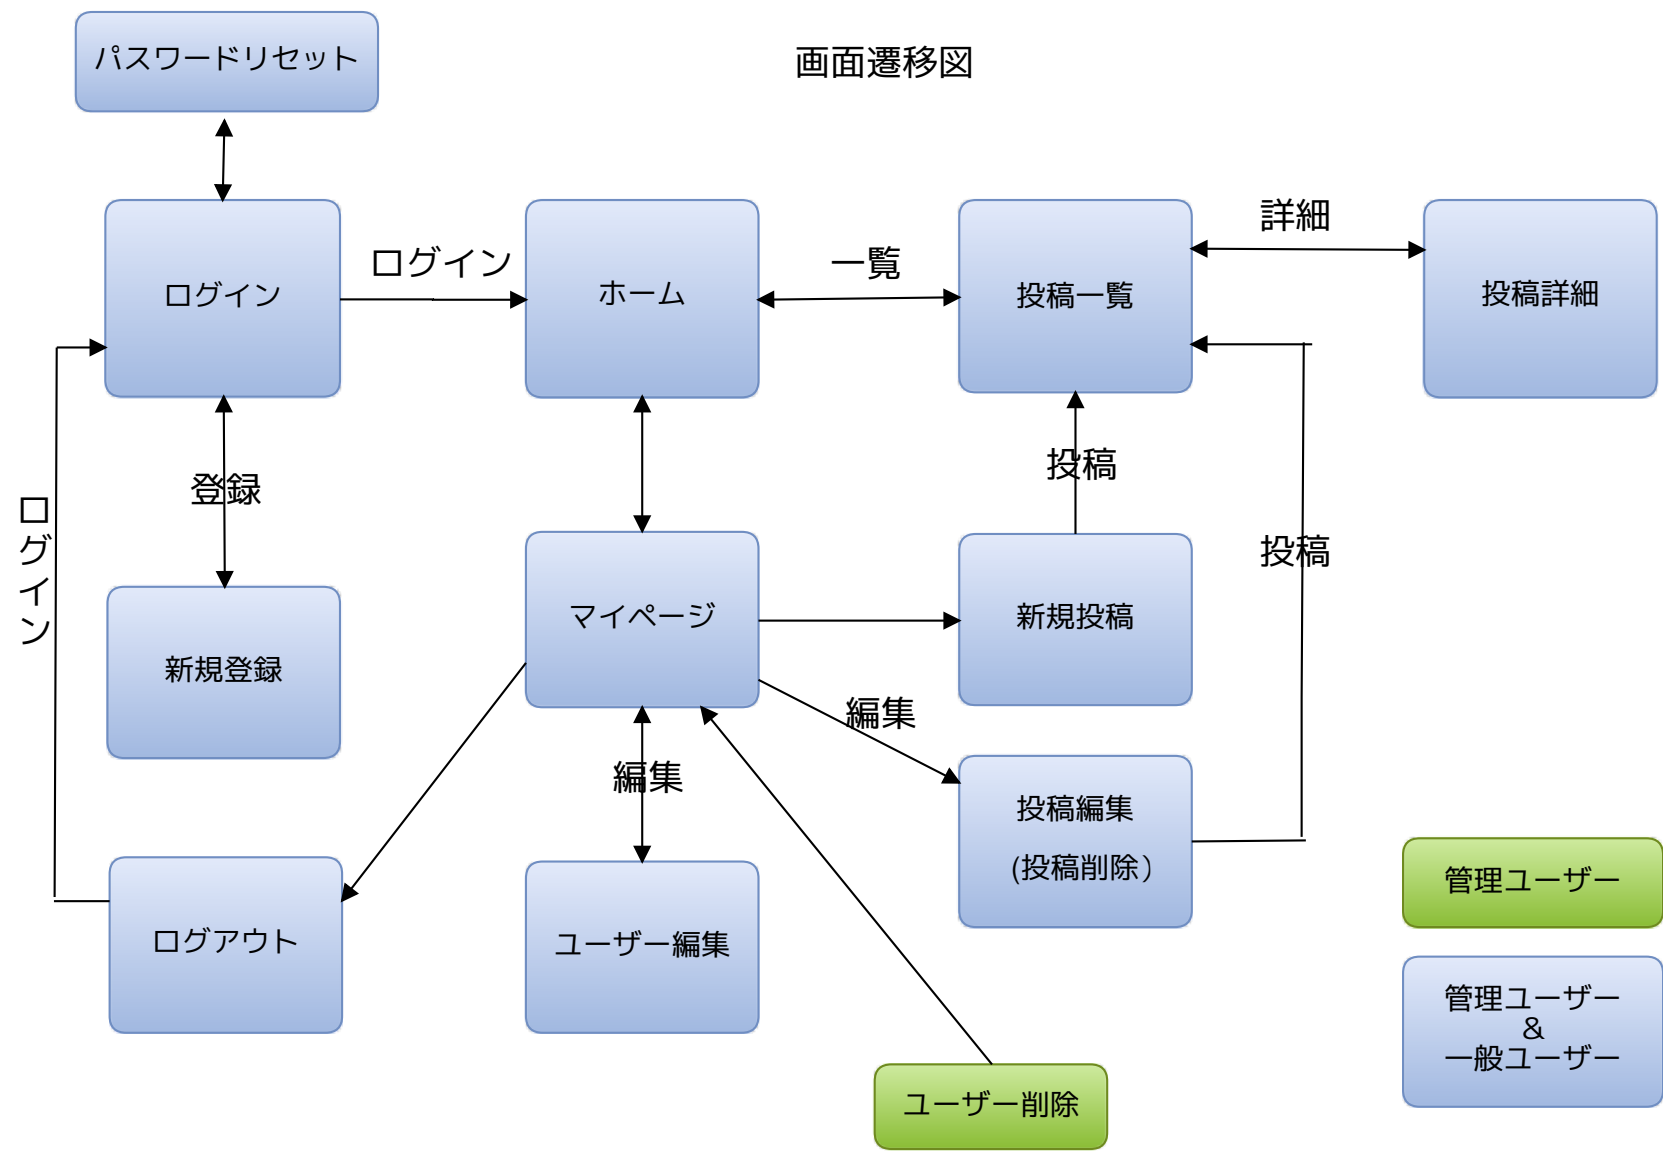 パスワードリセット
画面遷移図
ログイン
ログイン
ホーム
一覧
投稿一覧
詳細
投稿詳細
登録
投稿
ログイン
投稿
新規登録
マイページ
新規投稿
編集
編集
投稿編集
(投稿削除）
ログアウト
ユーザー編集
ユーザー削除
管理ユーザー
管理ユーザー
&
一般ユーザー